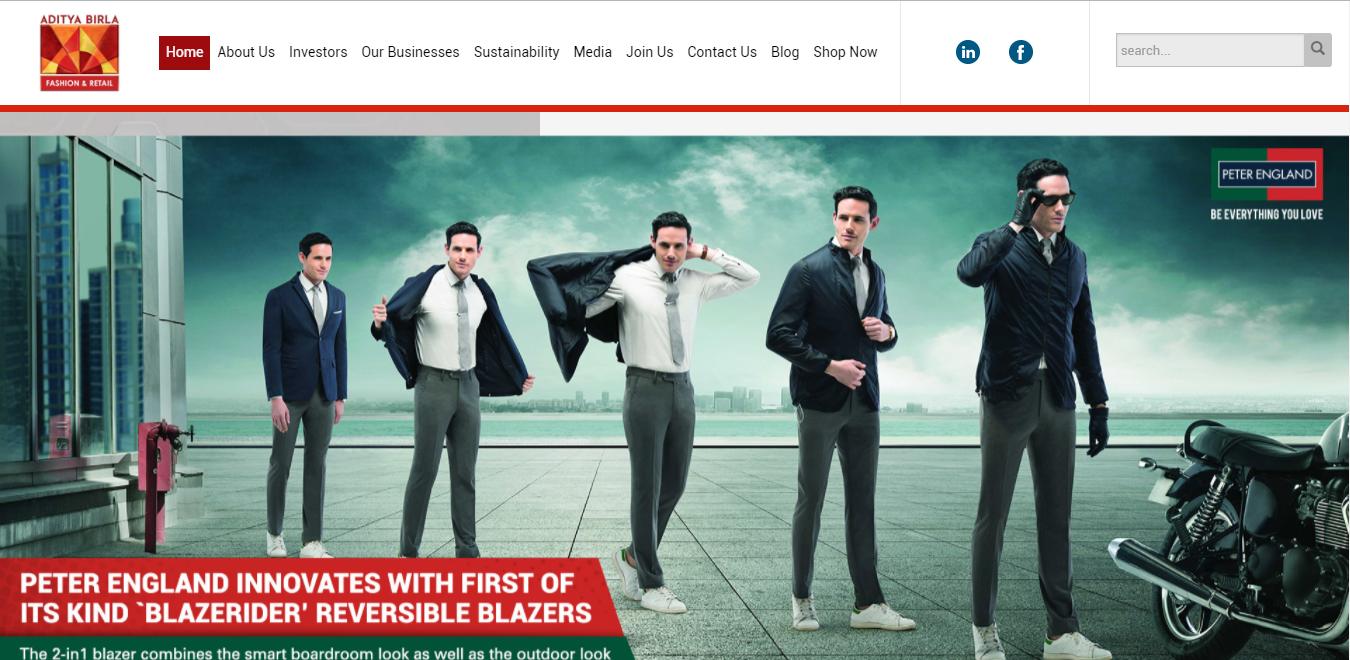 ADITYA BIRLA
FASHION & RETAIL
Home About Us Investors Our Businesses Sustainability Media Join Us Contact Us Blog Shop Now
in f
search...
PETER ENGLAND
BE EVERYTHING YOU LOVE
PETER ENGLAND INNOVATES WITH FIRST OF
ITS KIND `BLAZERIDER' REVERSIBLE BLAZERS
The 2-in1 blazer combines the smart boardroom look as well as the outdoor look